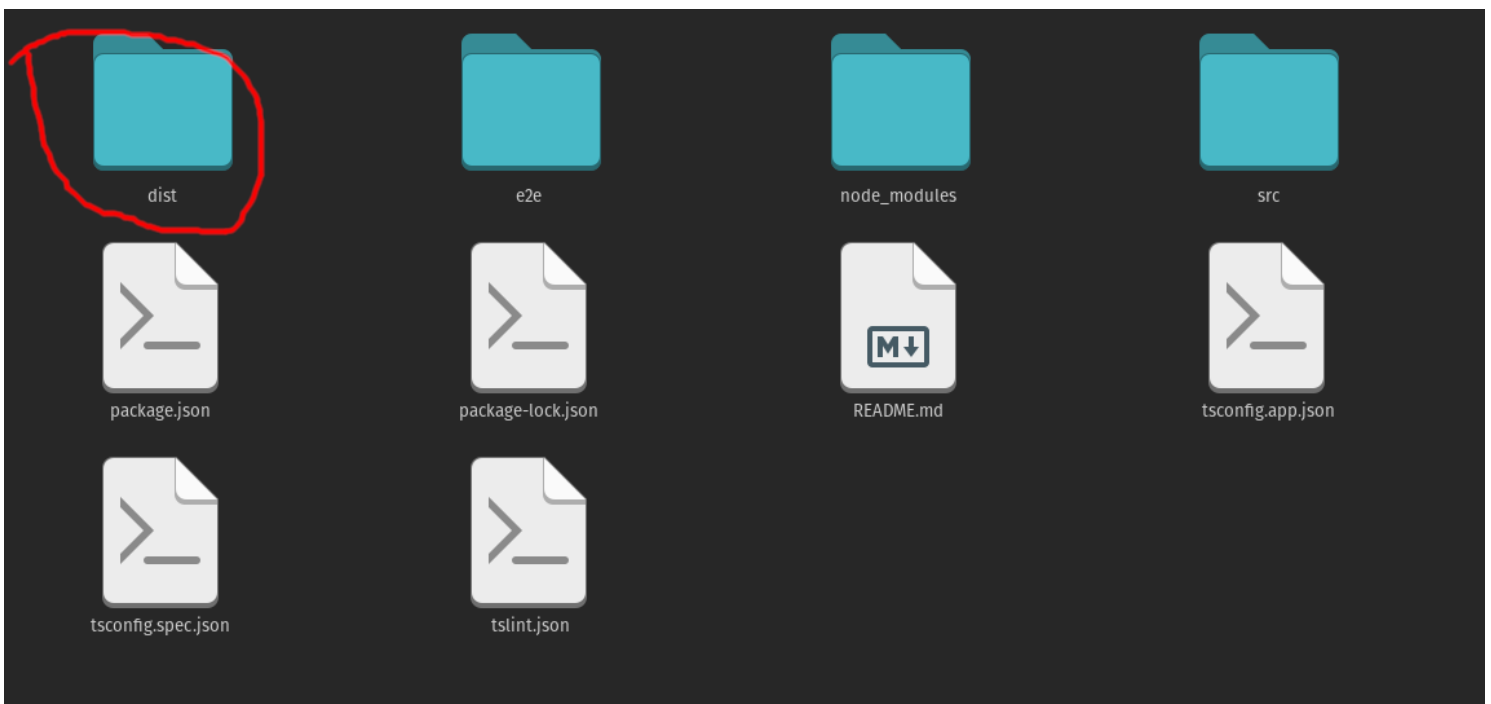 dist
e2e
node_modules
src
package.json
package-lock.json
M
README.md
tsconfig.app.json
tsconfig.spec.json
tslint.json